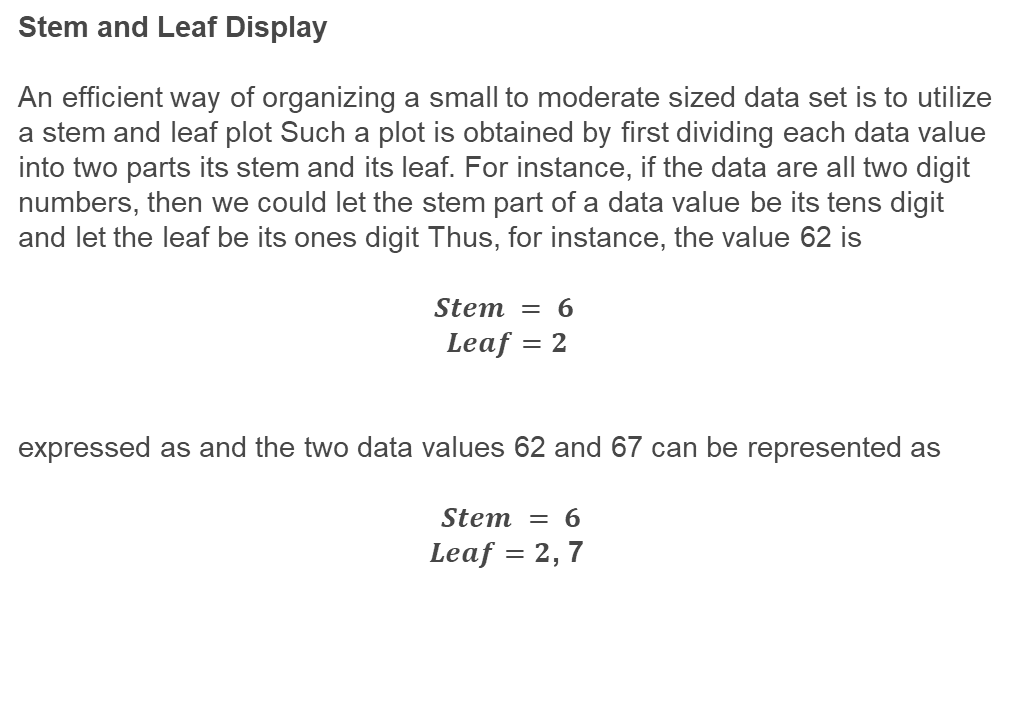 Stem and Leaf Display
An efficient way of organizing a small to moderate sized data set is to utilize
a stem and leaf plot Such a plot is obtained by first dividing each data value
into two parts its stem and its leaf. For instance, if the data are all two digit
numbers, then we could let the stem part of a data value be its tens digit
and let the leaf be its ones digit Thus, for instance, the value 62 is
Stem = 6
Leaf = 2
expressed as and the two data values 62 and 67 can be represented as
Stem = 6
Leaf = 2, 7